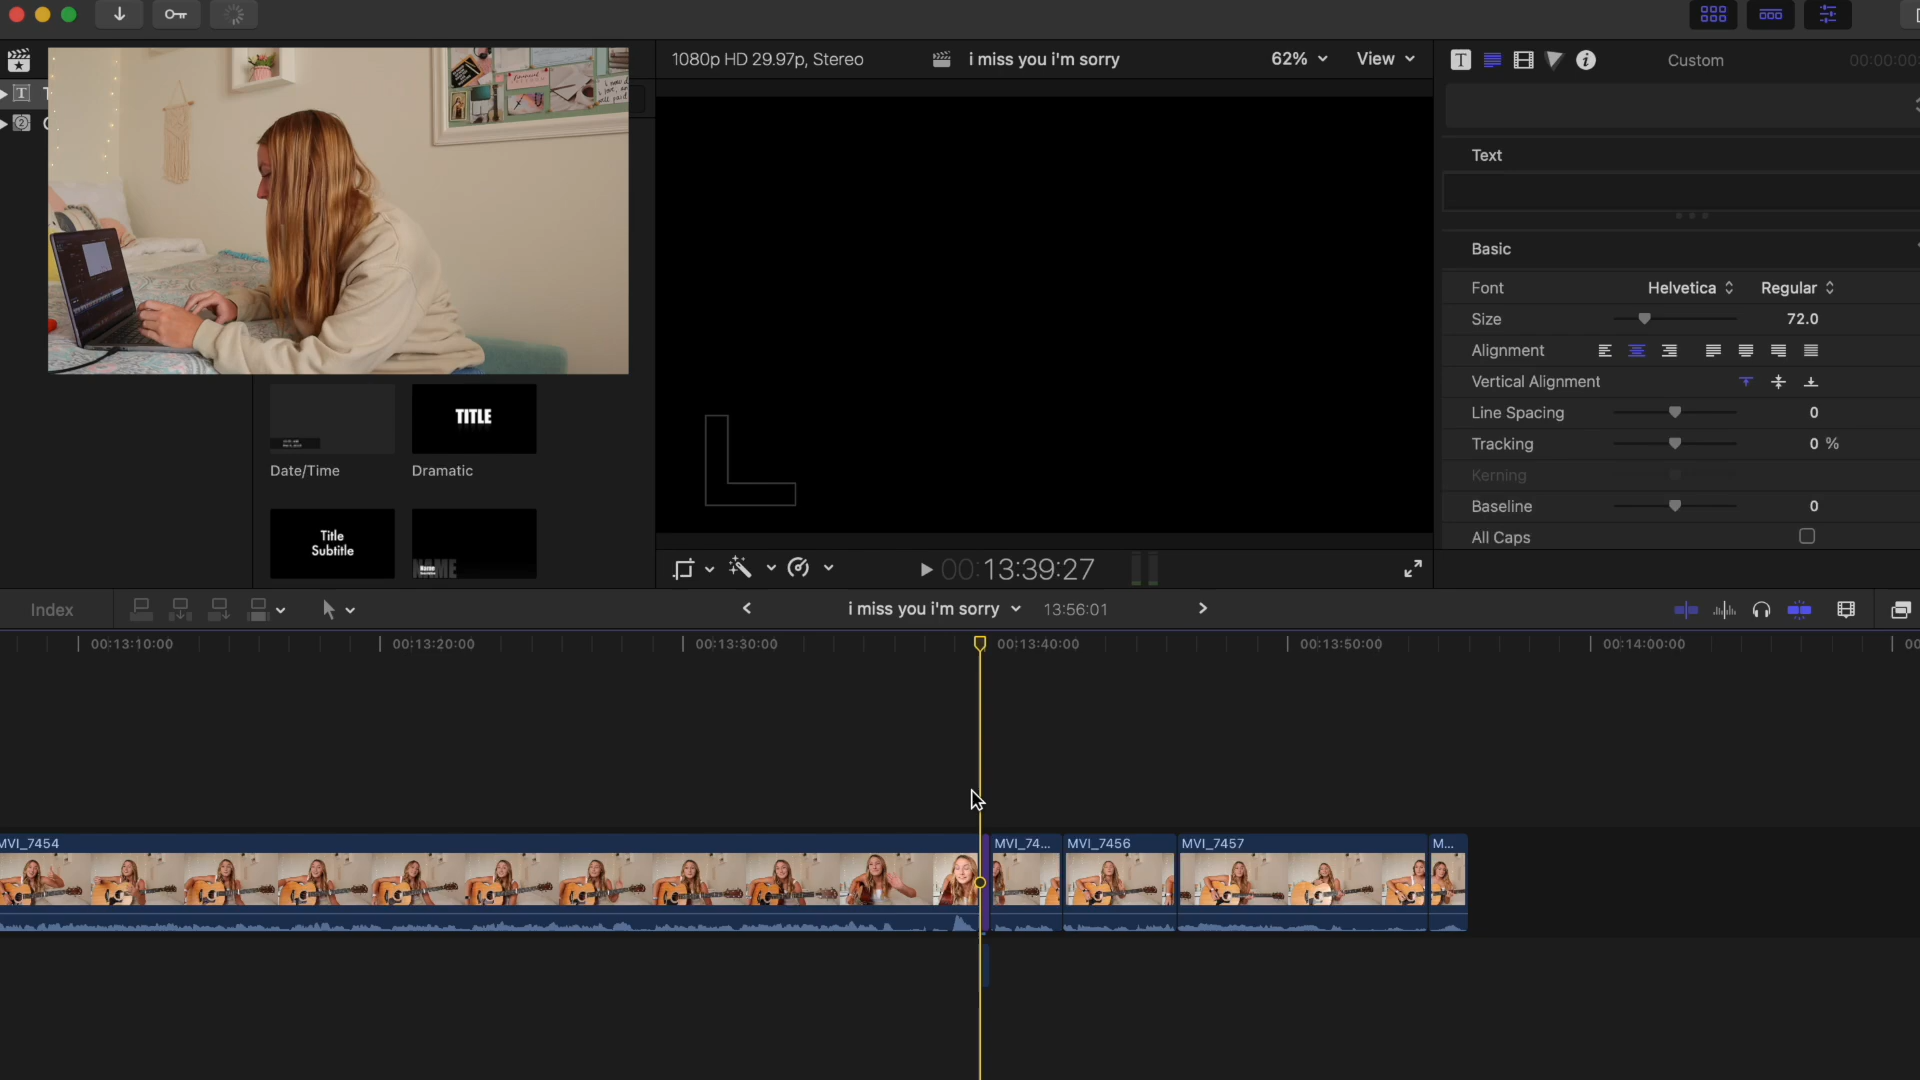 1080p HD 29.97p, Stereo
i miss you i'm sorry
62%
View
Custom
00:00:00
Text
Basic
Font
Helvetica
Regular
Size
72.0
Alignment
Vertical Alignment
Line Spacing
0
Tracking
0 %
Kerning
Baseline
0
All Caps
TITLE
Date/Time
Dramatic
Title
Subtitle
NAME
00:13:39:27
Index
i miss you i'm sorry
13:56:01
00:13:10:00
00:13:20:00
00:13:30:00
00:13:40:00
00:13:50:00
00:14:00:00
00
MVI_7454
MVI_74...
MVI_7456
MVI_7457
M...